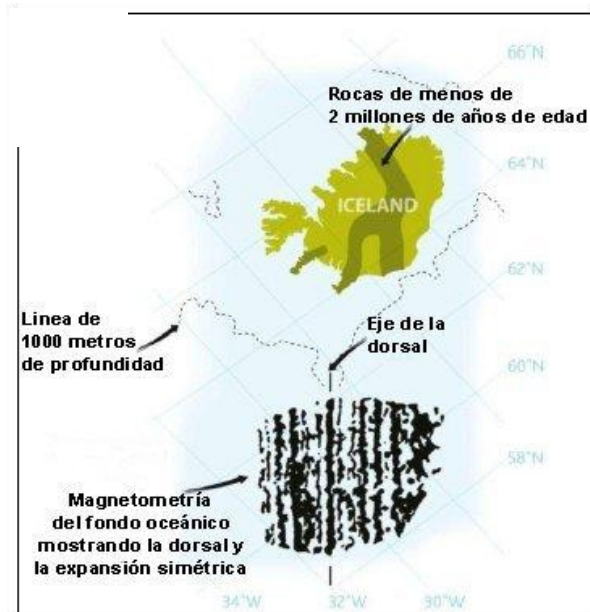 66°N
Rocas de menos de
2 millones de años de edad
64°N
ICELAND
62°N
Linea de
1000 metros
de profundidad
Eje de la
dorsal
60°N
58°N
Magnetometría
del fondo oceánico
mostrando la dorsal y
la expansión simétrica
34°W
32°W
30°W